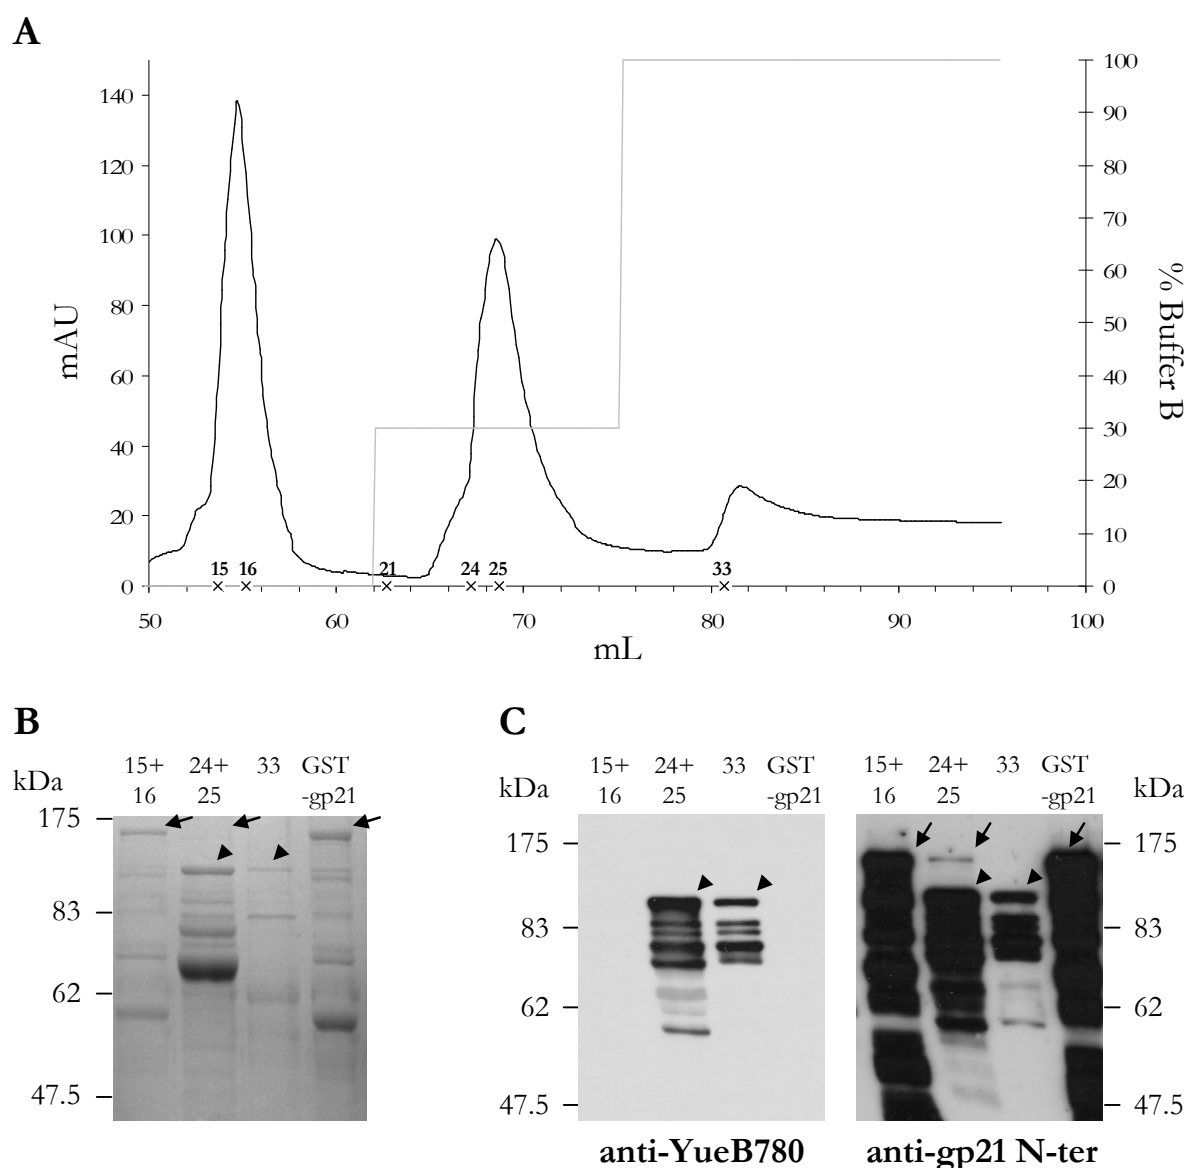 A
140
120
100
80
60
40
20
0
mAU
100
90
80
70
60
50
40
30
20
10
0
% Buffer B
15 16 21 24 25 33
50 60 70 80 90 100
mL
B
kDa
15+ 24+ 33 GST
16 25 -gp21
175
83
62
47.5
C
kDa
15+ 24+ 33 GST
16 25 -gp21
175
83
62
47.5
anti-YueB780
15+ 24+ 33 GST
16 25 -gp21
kDa
175
83
62
47.5
anti-gp21 N-ter